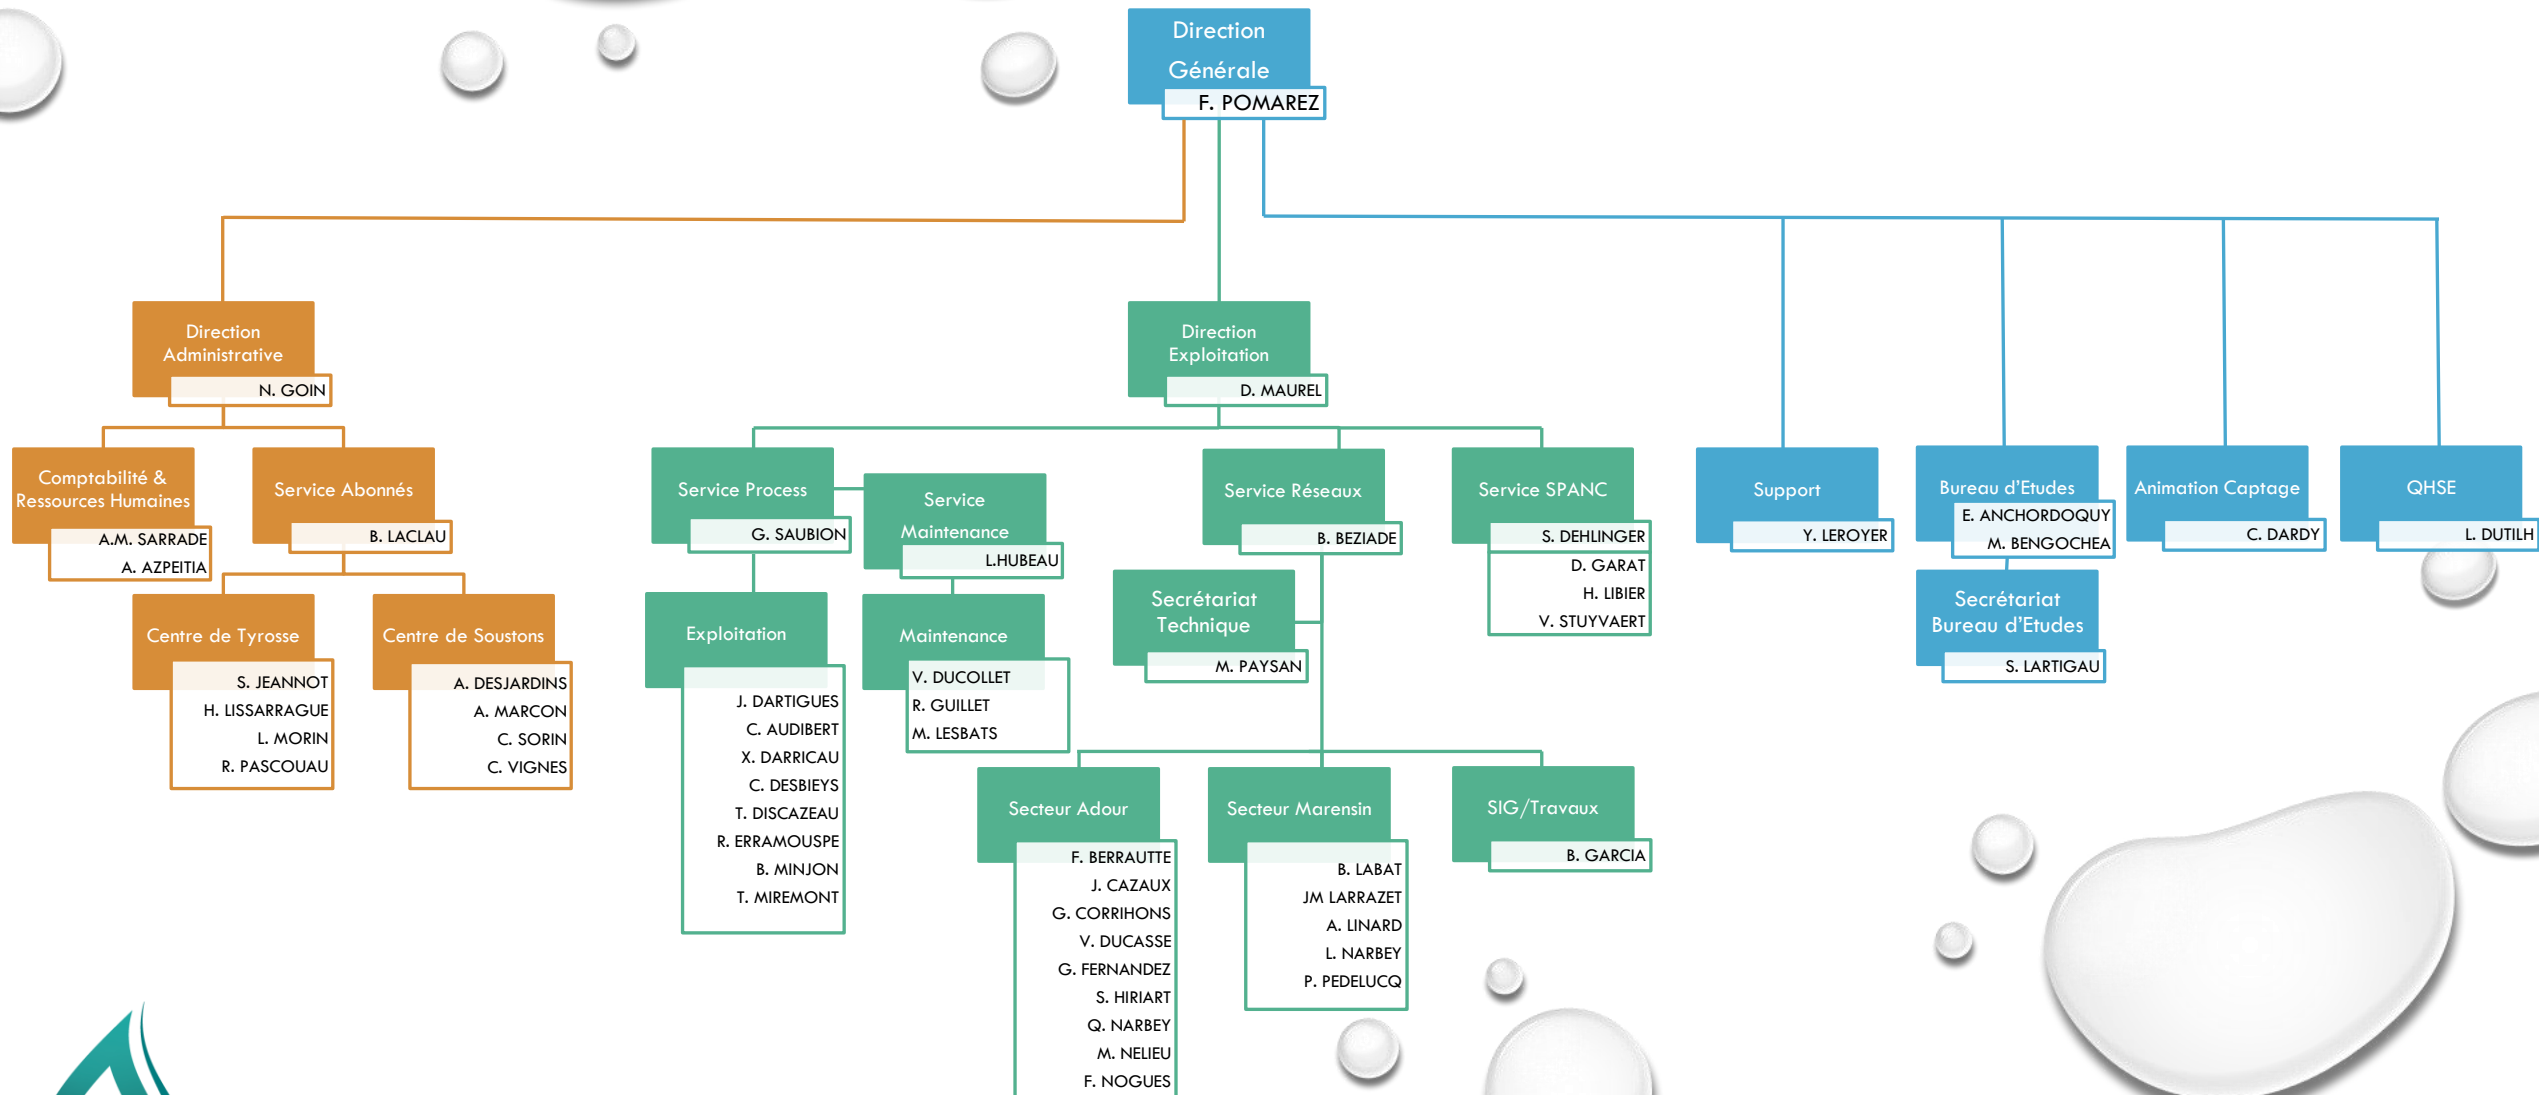 Direction
Générale
F. POMAREZ
Direction
Administrative
N. GOIN
Direction
Exploitation
D. MAUREL
Comptabilité &
Ressources Humaines
A.M. SARRADE
A. AZPEITIA
Service Abonnés
B. LACLAU
Centre de Tyrosse
S. JEANNOT
H. LISSARRAGUE
L. MORIN
R. PASCOUAU
Centre de Soustons
A. DESJARDINS
A. MARCON
C. SORIN
C. VIGNES
Service Process
G. SAUBION
Service
Maintenance
L.HUBEAU
Exploitation
J. DARTIGUES
C. AUDIBERT
X. DARRICAU
C. DESBIEYS
T. DISCAZEAU
R. ERRAMOUSPE
B. MINJON
T. MIREMONT
Maintenance
V. DUCOLLET
R. GUILLET
M. LESBATS
Service Réseaux
B. BEZIADE
Secrétariat
Technique
M. PAYSAN
Secteur Adour
F. BERRAUTTE
J. CAZAUX
G. CORRIHONS
V. DUCASSE
G. FERNANDEZ
S. HIRIART
Q. NARBEY
M. NELIEU
F. NOGUES
Secteur Marensin
B. LABAT
JM LARRAZET
A. LINARD
L. NARBEY
P. PEDELUCQ
SIG/Travaux
B. GARCIA
Service SPANC
S. DEHLINGER
D. GARAT
H. LIBIER
V. STUYVAERT
Support
Y. LEROYER
Bureau d'Etudes
E. ANCHORDOQUY
M. BENGOCHEA
Secrétariat
Bureau d'Etudes
S. LARTIGAU
Animation Captage
C. DARDY
QHSE
L. DUTILH